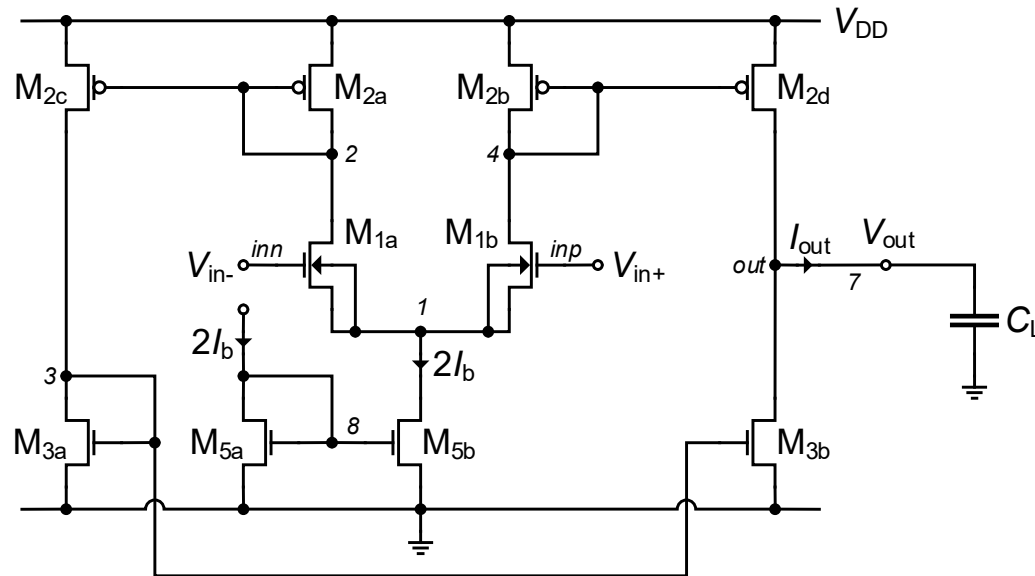 V_DD
M_2c
M_2a
M_2b
M_2d
2
4
M_1a
M_1b
inn
inp
V_in-
V_in+
I_out
V_out
out
7
1
C_L
2I_b
2I_b
3
8
M_3a
M_5a
M_5b
M_3b